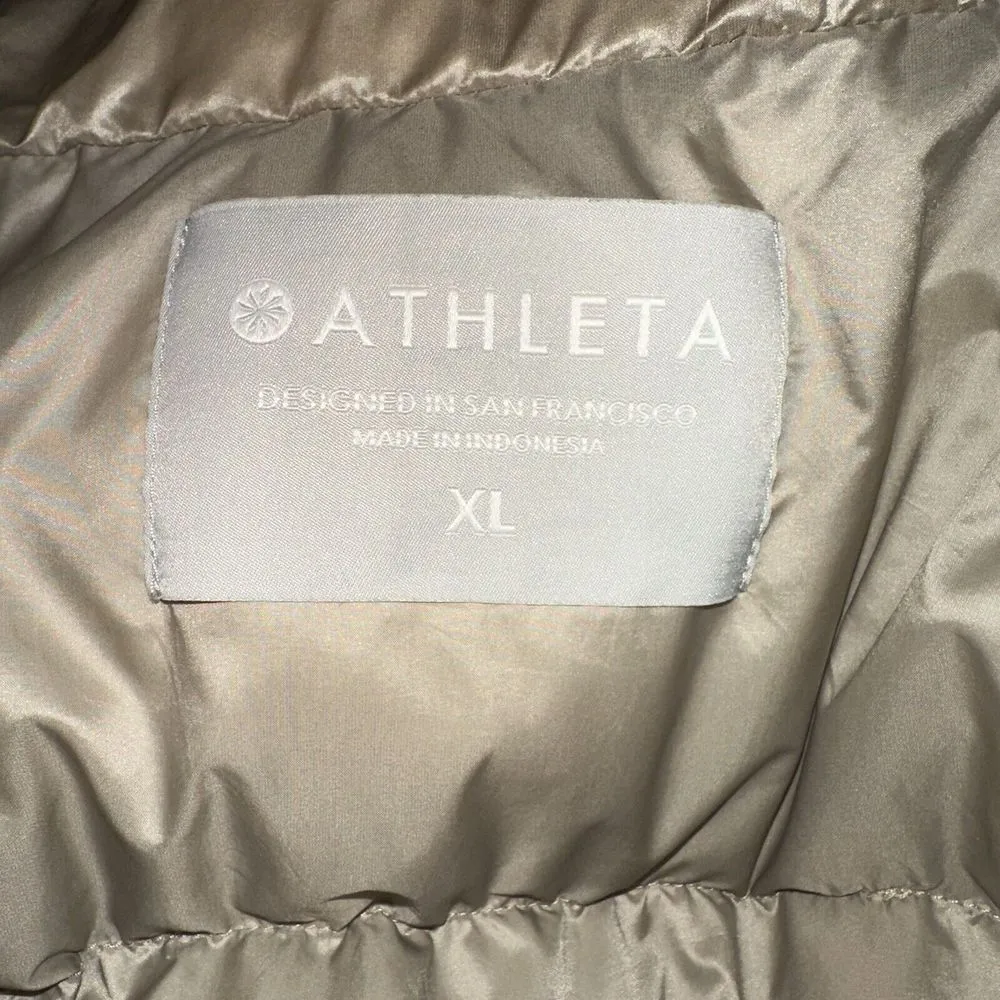 ATHLETA
DESIGNED IN SAN FRANCISCO
MADE IN INDONESIA
XL